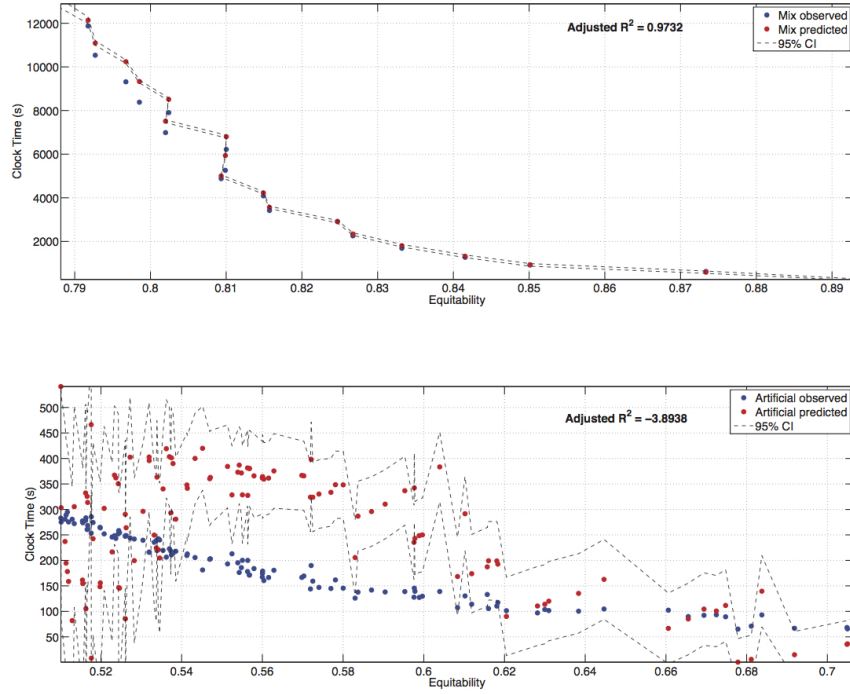 12000
10000
8000
6000
4000
2000
Clock Time (s)
Adjusted R² = 0.9732
Mix observed
Mix predicted
95% CI
0.79 0.8 0.81 0.82 0.83 0.84 0.85 0.86 0.87 0.88 0.89
Equitability
500
450
400
350
300
250
200
150
100
50
Clock Time (s)
Adjusted R² = −3.8938
Artificial observed
Artificial predicted
95% CI
0.52 0.54 0.56 0.58 0.6 0.62 0.64 0.66 0.68 0.7
Equitability